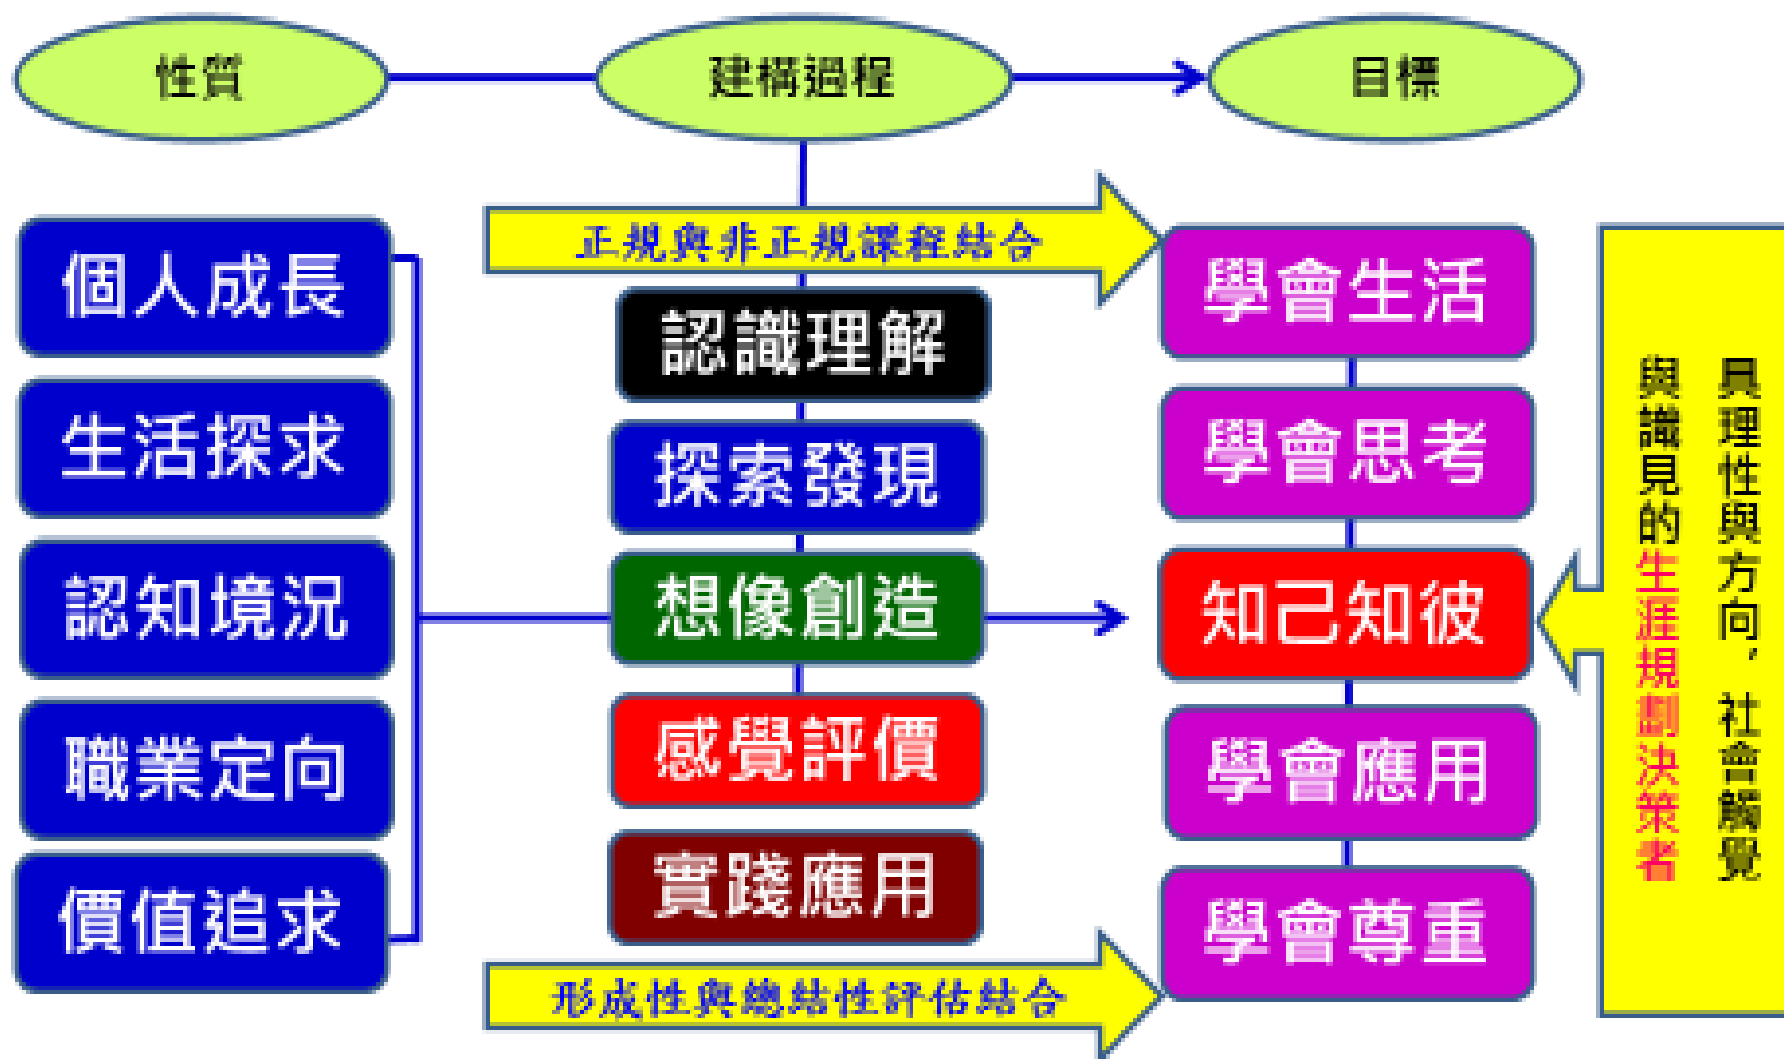 性質
建構過程
目標
個人成長
生活探求
認知境況
職業定向
價值追求
正規與非正規課程結合
認識理解
探索發現
想像創造
感覺評價
實踐應用
形成性與總結性評估結合
學會生活
學會思考
知己知彼
學會應用
學會尊重
具理性與方向、社會觸覺
與識見的生涯規劃決策者